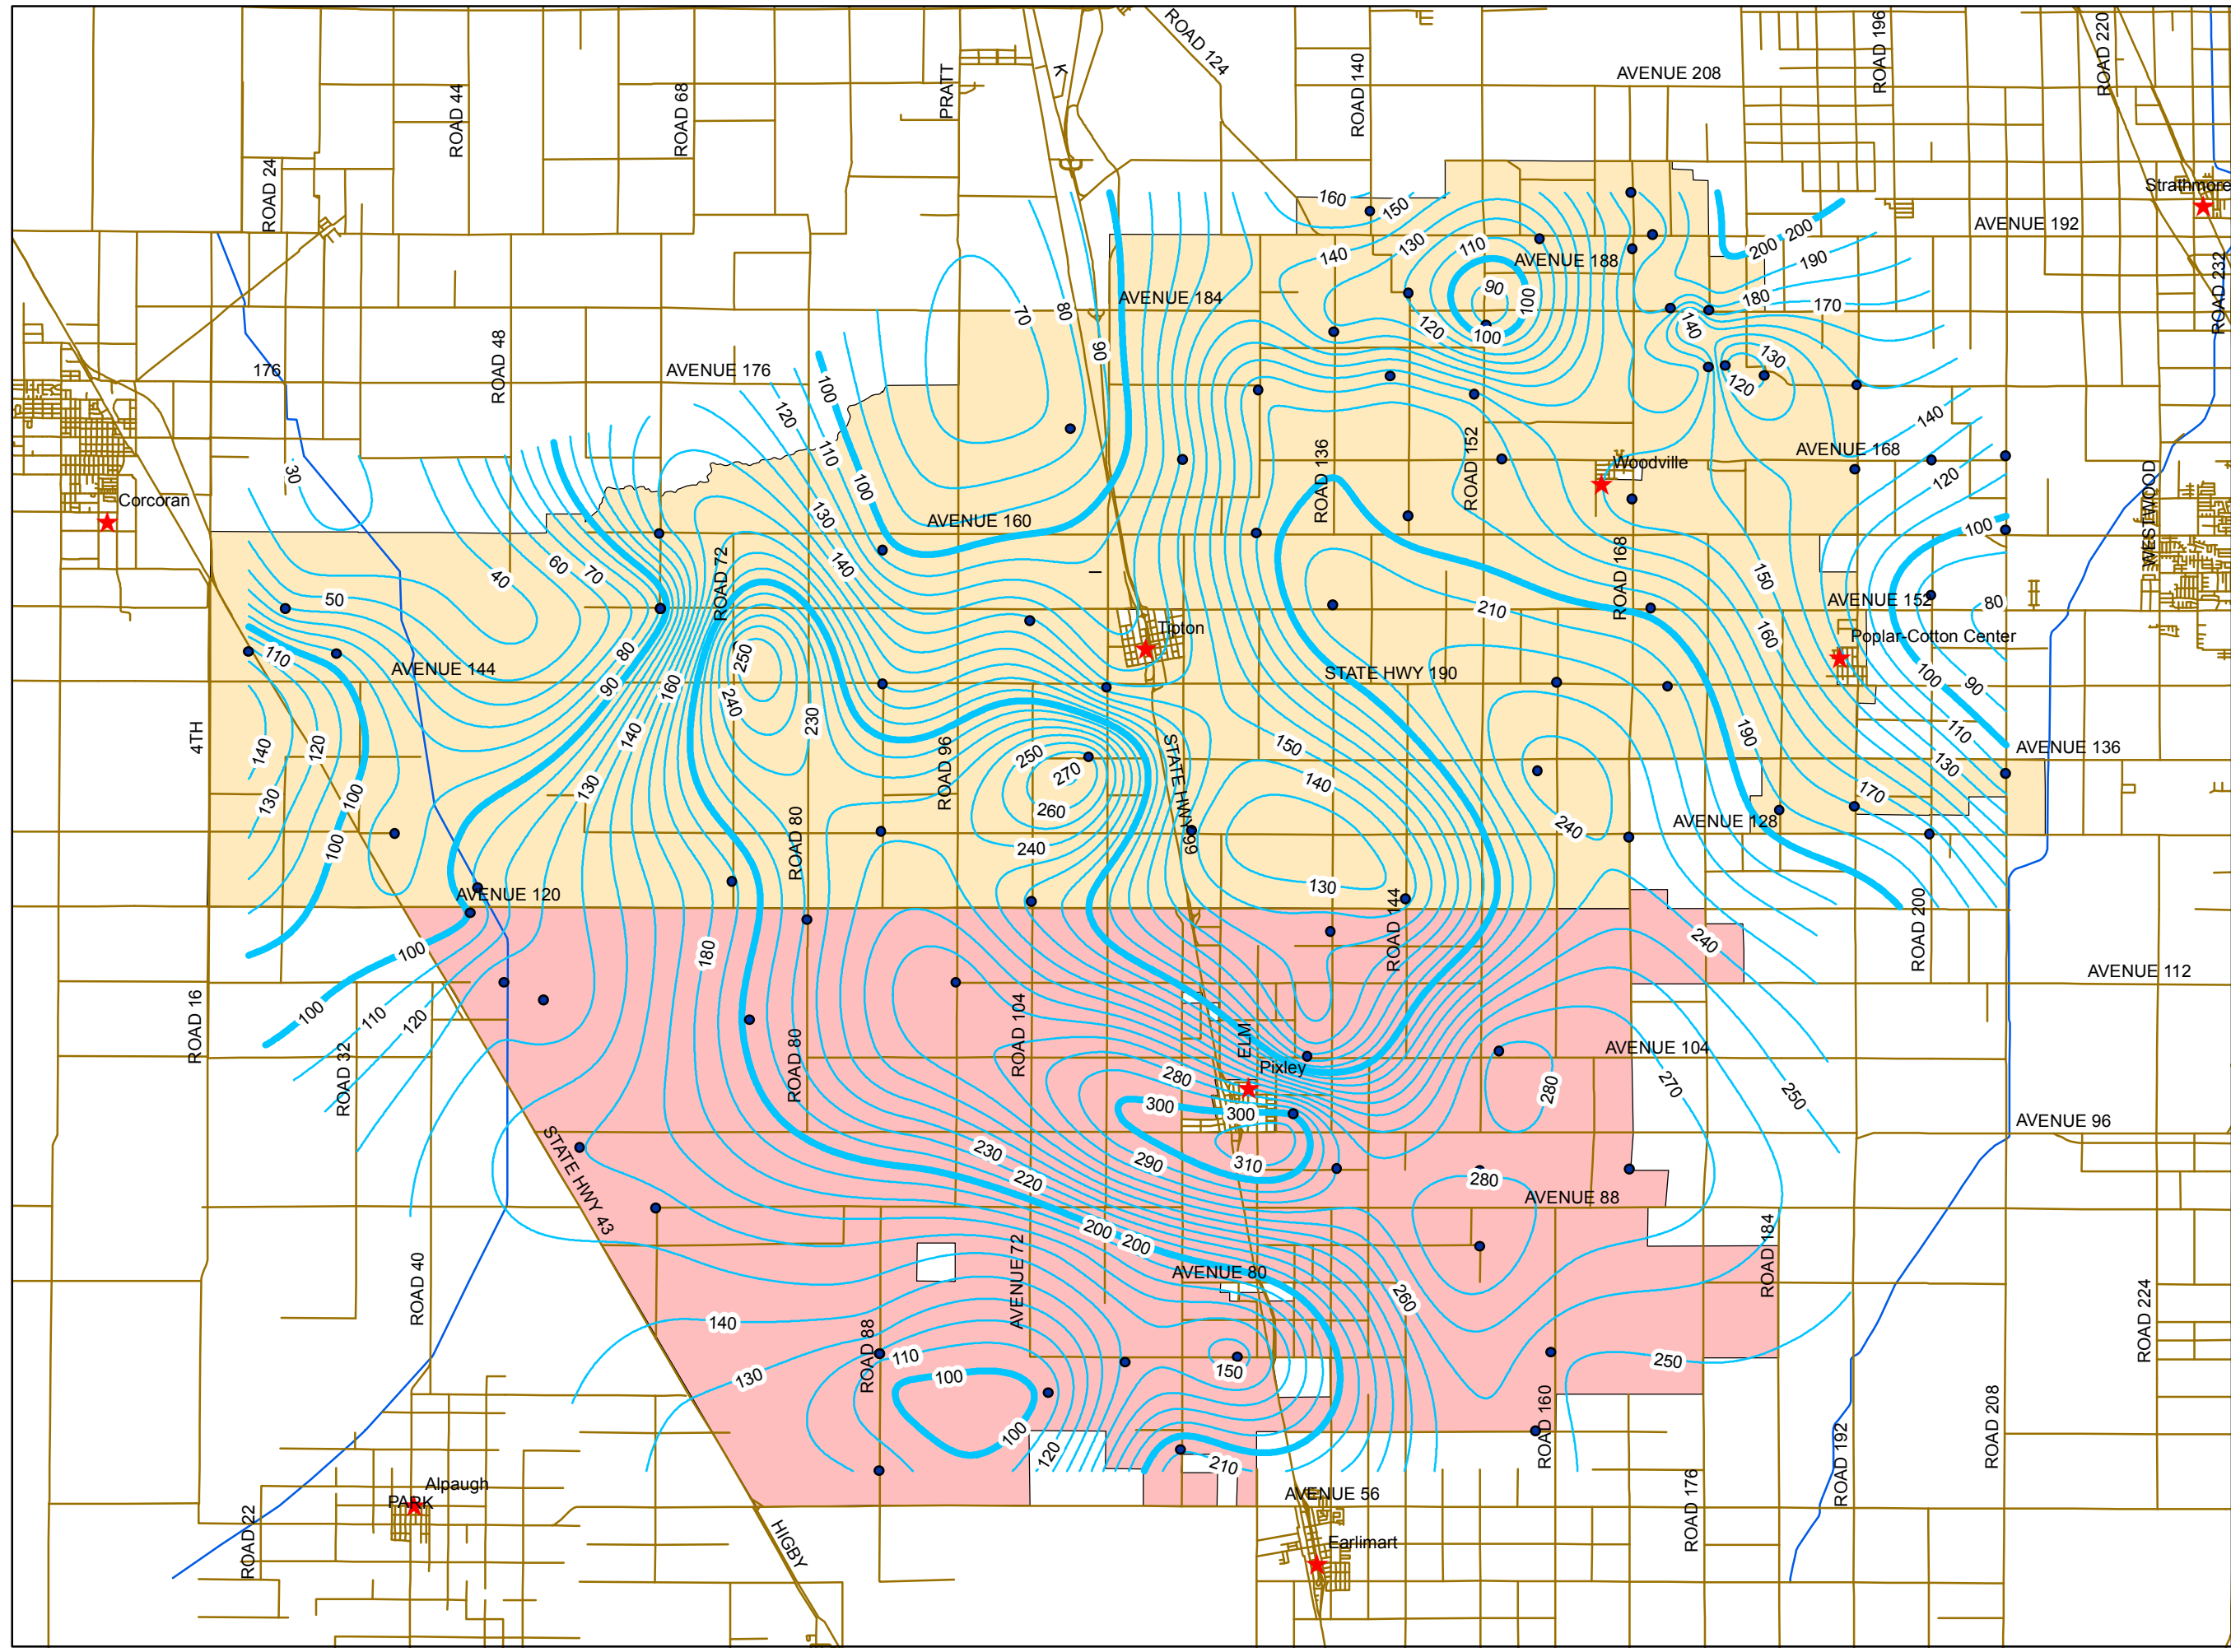 ROAD 124
ROAD 196
ROAD 220
K
AVENUE 208
PRATT
ROAD 44
ROAD 68
ROAD 140
ROAD 24
Strathmore
160
150
AVENUE 192
200
200
130
110
140
190
AVENUE 188
ROAD 232
90
100
180
170
AVENUE 184
70
80
120
100
140
90
130
120
ROAD 48
176
AVENUE 176
100
120
140
ROAD 136
ROAD 152
110
AVENUE 168
Woodville
WESTWOOD
30
120
100
Corcoran
130
AVENUE 160
100
ROAD 72
ROAD 168
140
60
70
40
I
150
50
AVENUE 152
80
210
Tipton
160
Poplar-Cotton Center
110
80
250
AVENUE 144
STATE HWY 190
100
90
90
160
240
230
4TH
140
120
140
190
110
AVENUE 136
150
STATE HWY 99
250
270
140
130
ROAD 96
130
100
130
170
260
240
AVENUE 128
ROAD 80
100
240
130
AVENUE 120
ROAD 144
ROAD 200
100
180
240
AVENUE 112
100
110
120
ROAD 16
ROAD 104
ELM
AVENUE 104
ROAD 32
ROAD 80
Pixley
280
280
270
250
300
300
AVENUE 96
STATE HWY 43
230
290
310
220
280
AVENUE 88
200
200
ROAD 184
AVENUE 72
ROAD 40
AVENUE 80
260
ROAD 224
140
ROAD 88
110
150
250
130
100
100
120
ROAD 160
ROAD 192
ROAD 208
210
Alpaugh
PARK
AVENUE 56
ROAD 176
ROAD 22
HIGBY
Earlimart